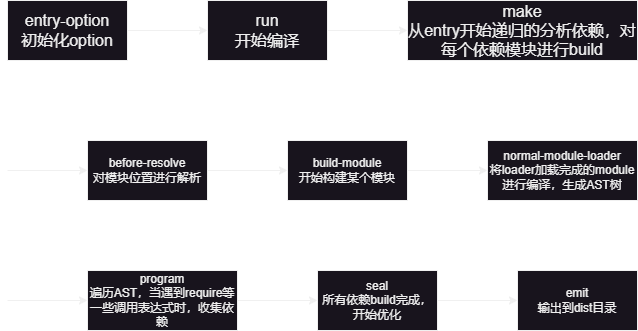 entry-option
初始化option
run
开始编译
make
从entry开始递归的分析依赖，对
每个依赖模块进行build
before-resolve
对模块位置进行解析
build-module
开始构建某个模块
normal-module-loader
将loader加载完成的module
进行编译，生成AST树
program
遍历AST，当遇到require等
一些调用表达式时，收集依
赖
seal
所有依赖build完成，
开始优化
emit
输出到dist目录